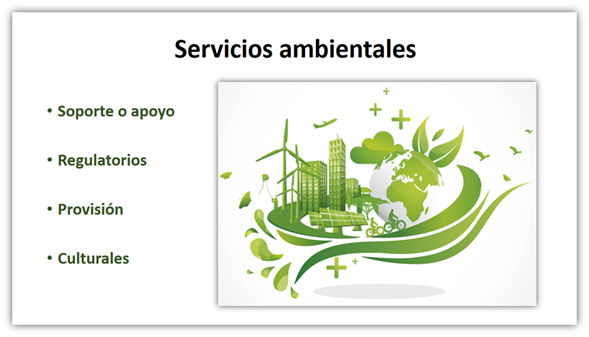 Servicios ambientales
• Soporte o apoyo
• Regulatorios
• Provisión
• Culturales